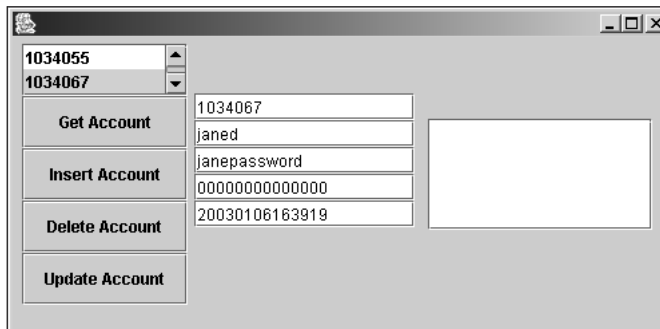 1034055
1034067
Get Account
Insert Account
Delete Account
Update Account
1034067
janed
janepassword
00000000000000
20030106163919